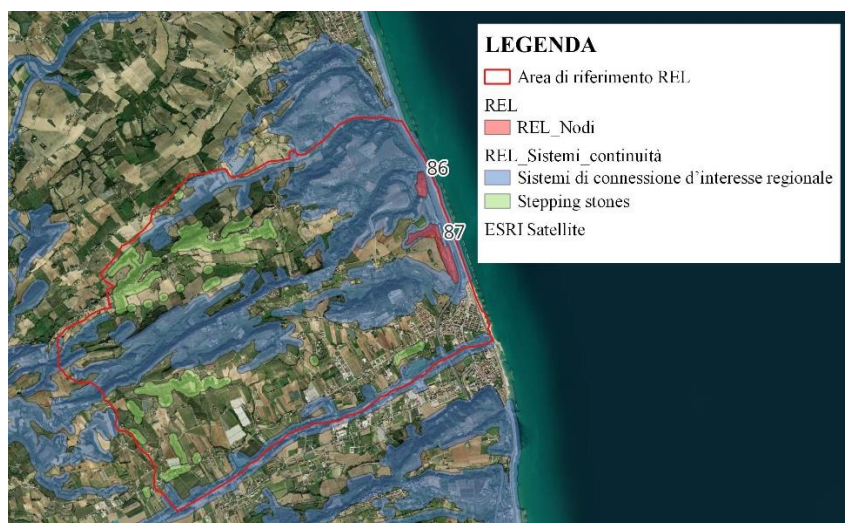 LEGENDA
Area di riferimento REL
REL
REL_Nodi
REL_Sistemi_continuità
Sistemi di connessione d'interesse regionale
Stepping stones
ESRI Satellite
86
87